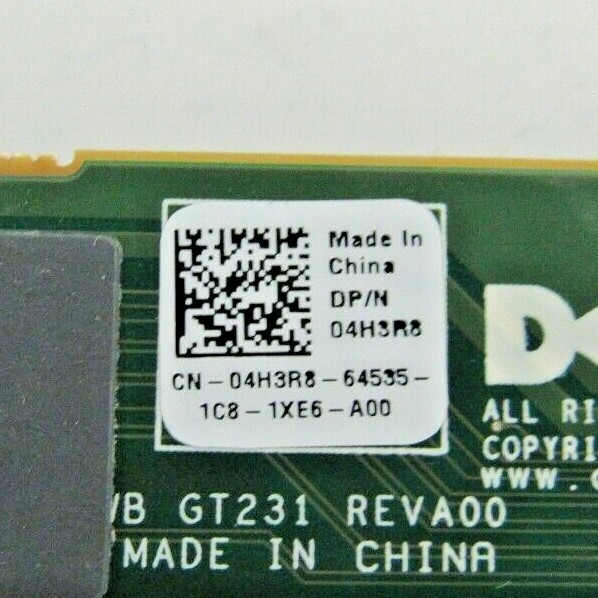 Made In
China
DP/N
04H3R8
CN - 04H3R8 - 64535 -
1C8 - 1XE6 - A00
ALL
COPYRI
WWW.
GT231 REVA00
MADE IN CHINA